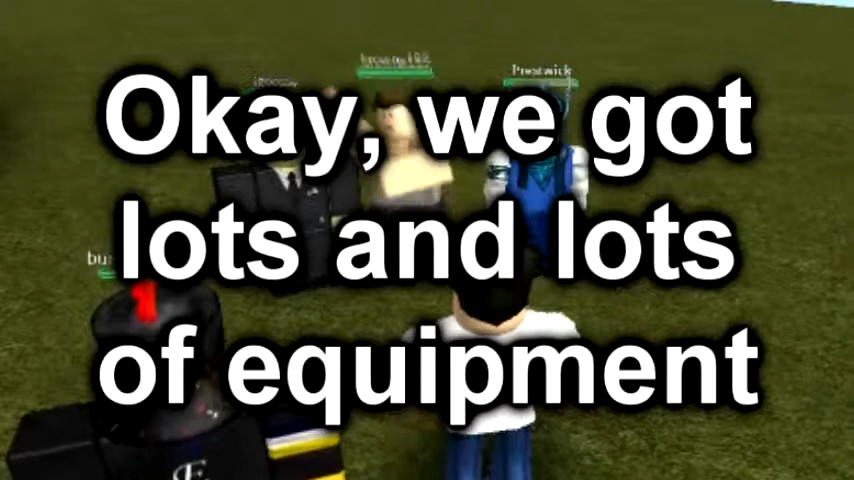 Prestwick
Okay, we got
lots and lots
of equipment